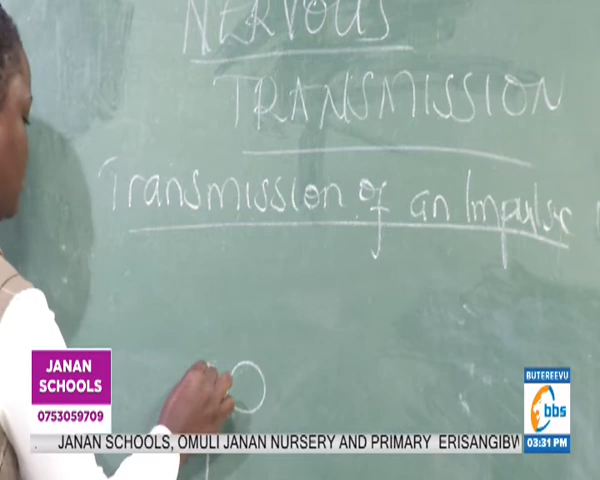 NERVOUS
TRANSMISSION
Transmission of an Impulse
JANAN
SCHOOLS
0753059709
BUTEREEVU
bbs
03:31 PM
. JANAN SCHOOLS, OMULI JANAN NURSERY AND PRIMARY ERISANGIBW